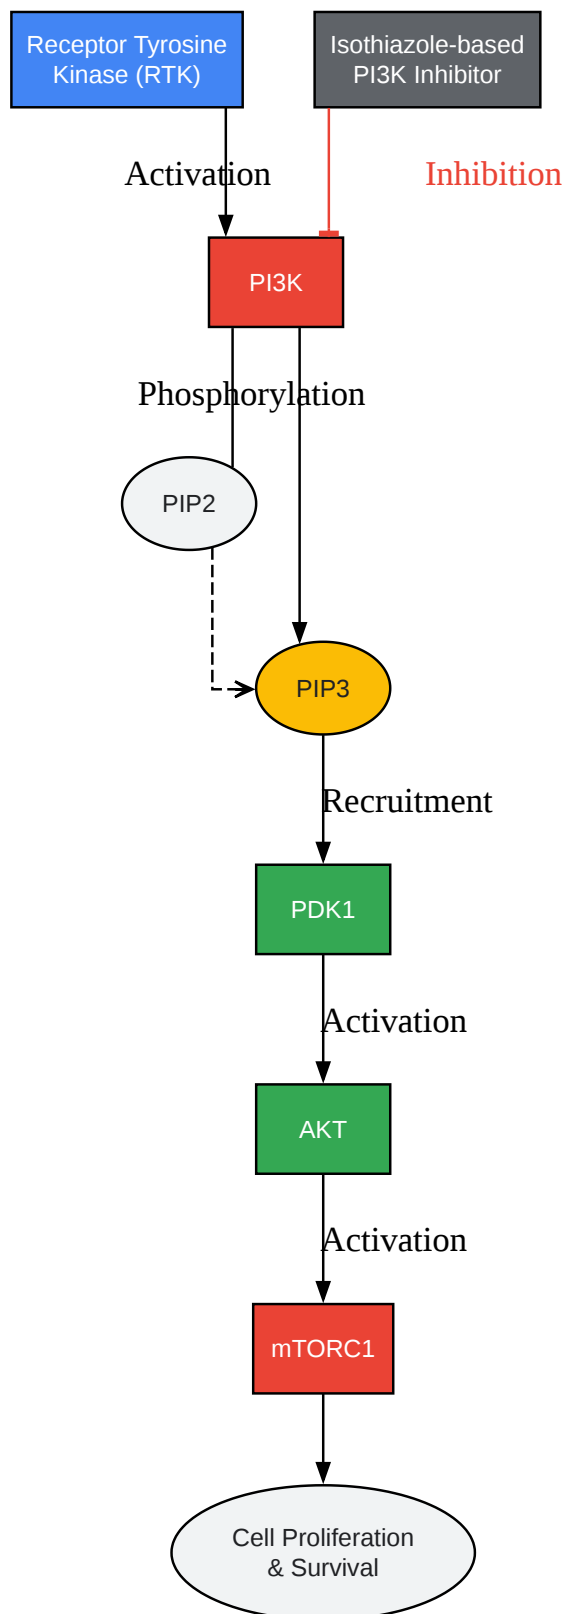 Receptor Tyrosine
Kinase (RTK)
Isothiazole-based
PI3K Inhibitor
Activation
Inhibition
PI3K
Phosphorylation
PIP2
PIP3
Recruitment
PDK1
Activation
AKT
Activation
mTORC1
Cell Proliferation
& Survival